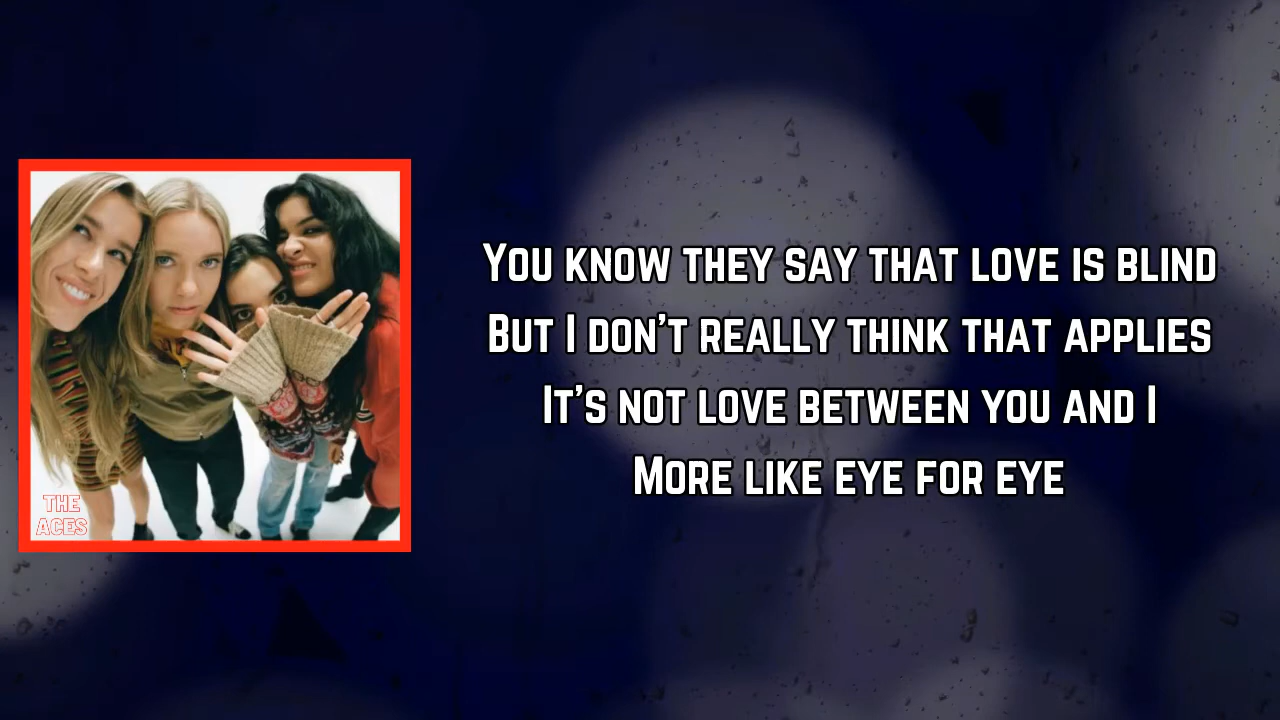 THE
ACES
YOU KNOW THEY SAY THAT LOVE IS BLIND
BUT I DON'T REALLY THINK THAT APPLIES
IT'S NOT LOVE BETWEEN YOU AND I
MORE LIKE EYE FOR EYE